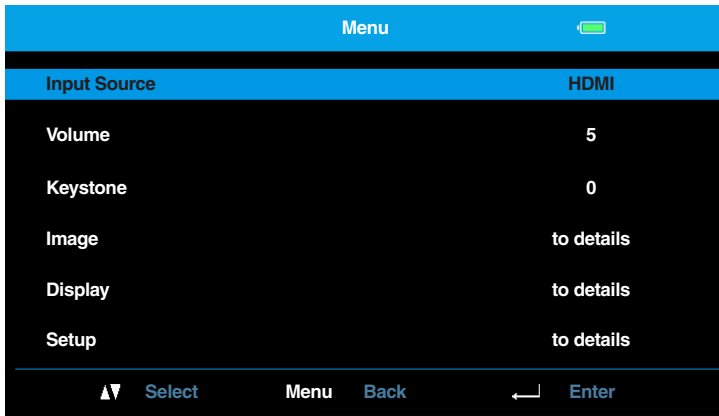 Menu
Input Source HDMI
Volume 5
Keystone 0
Image to details
Display to details
Setup to details
Select Menu Back Enter